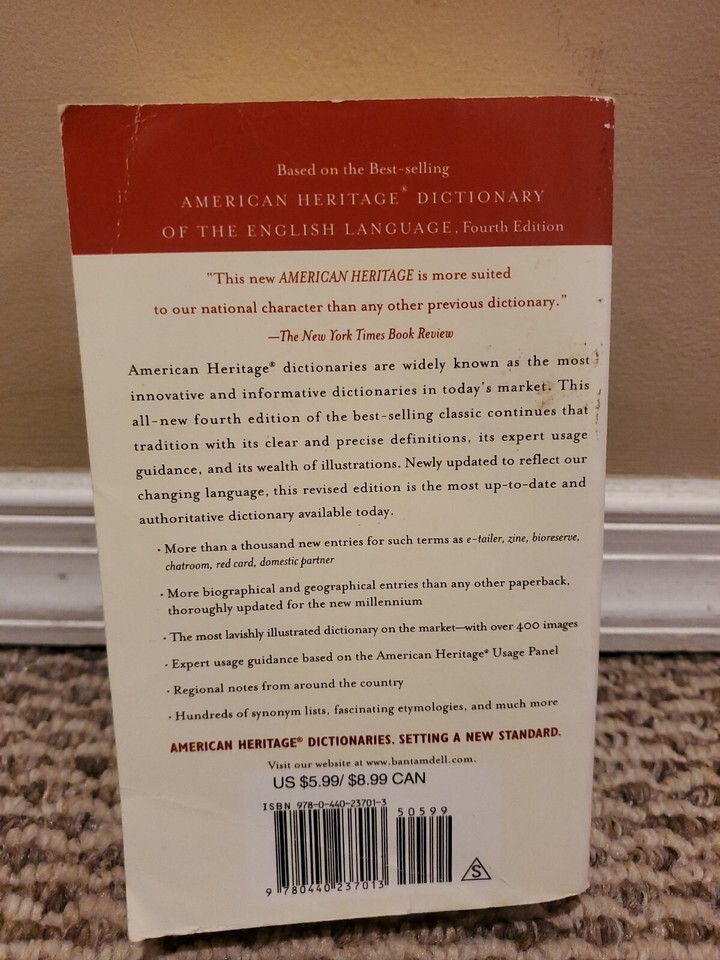 Based on the Best-selling
AMERICAN HERITAGE® DICTIONARY
OF THE ENGLISH LANGUAGE, Fourth Edition
"This new AMERICAN HERITAGE is more suited
to our national character than any other previous dictionary."
—The New York Times Book Review
American Heritage® dictionaries are widely known as the most
innovative and informative dictionaries in today's market. This
all-new fourth edition of the best-selling classic continues that
tradition with its clear and precise definitions, its expert usage
guidance, and its wealth of illustrations. Newly updated to reflect our
changing language, this revised edition is the most up-to-date and
authoritative dictionary available today.
• More than a thousand new entries for such terms as e-tailer, zine, bioreserve,
chatroom, red card, domestic partner
• More biographical and geographical entries than any other paperback,
thoroughly updated for the new millennium
• The most lavishly illustrated dictionary on the market—with over 400 images
• Expert usage guidance based on the American Heritage® Usage Panel
• Regional notes from around the country
• Hundreds of synonym lists, fascinating etymologies, and much more
AMERICAN HERITAGE® DICTIONARIES. SETTING A NEW STANDARD.
Visit our website at www.bantamdell.com.
US $5.99/ $8.99 CAN
ISBN 978-0-440-23701-3
50599
9 780440 237013
S